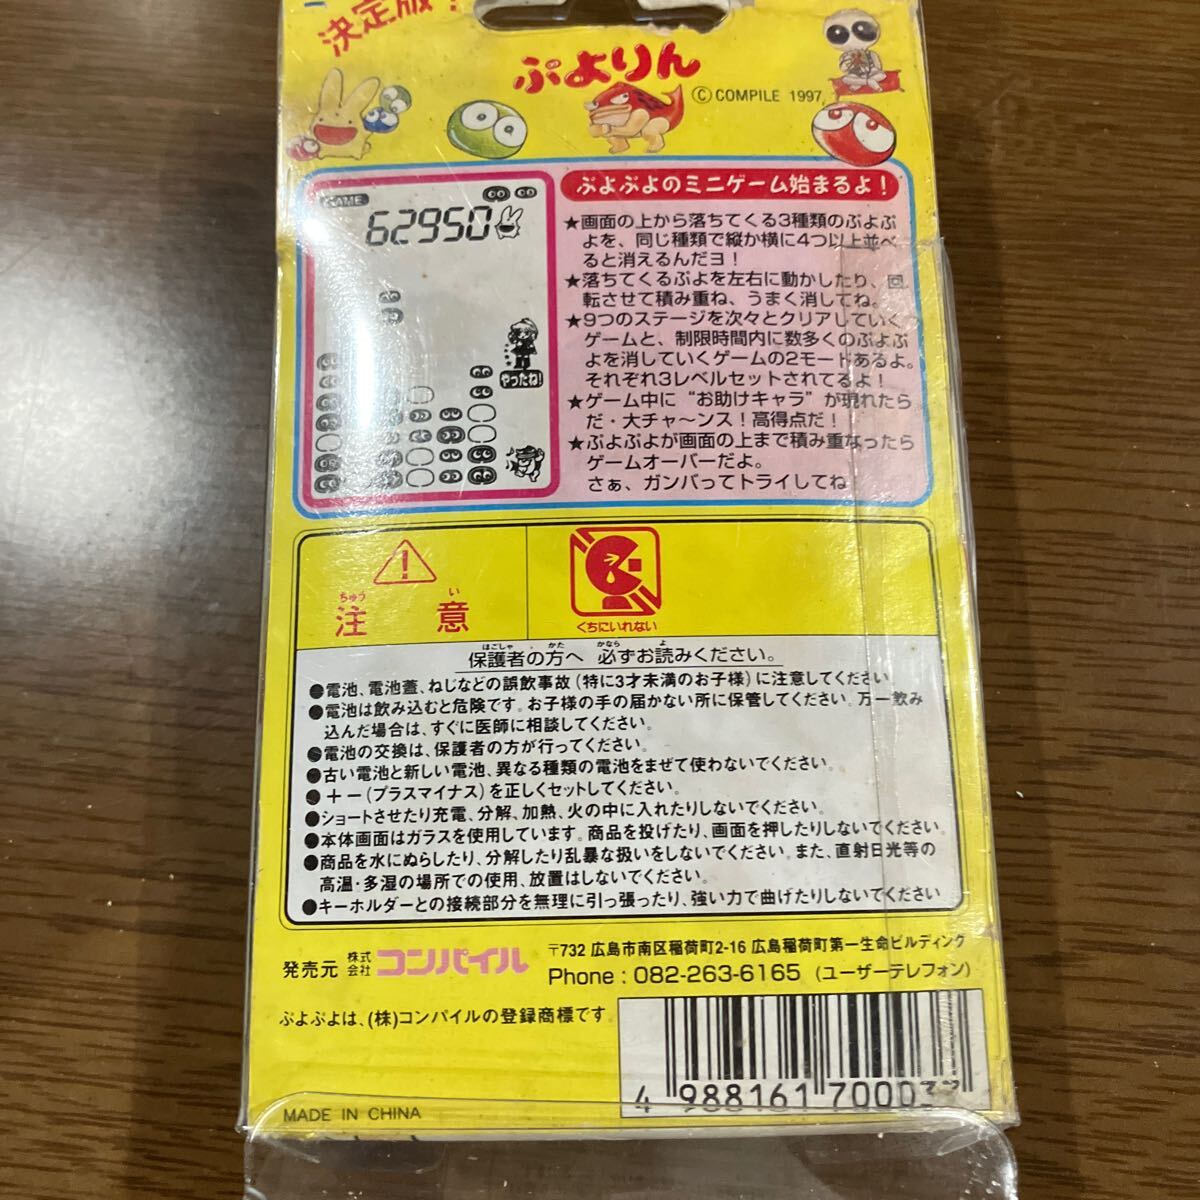 決定版!
ぷよりん
©COMPILE 1997,
GAME
62950
やったね!
ぷよぷよのミニゲーム始まるよ!
★画面の上から落ちてくる3種類のぷよぷ
よを、同じ種類で縦か横に4つ以上並べ
ると消えるんだヨ!
★落ちてくるぷよを左右に動かしたり、回
転させて積み重ね、うまく消してね。
★9つのステージを次々とクリアしていく
ゲームと、制限時間内に数多くのぷよぷ
よを消していくゲームの2モードあるよ。
それぞれ3レベルセットされてるよ!
★ゲーム中に“お助けキャラ”が現れたら
だ・大チャ〜ンス!高得点だ!
★ぷよぷよが画面の上まで積み重なったら
ゲームオーバーだよ。
さぁ、ガンバってトライしてね
ちゅう い
注意
くちにいれない
ほごしゃ かた かなら よ
保護者の方へ 必ずお読みください。
●電池、電池蓋、ねじなどの誤飲事故(特に3才未満のお子様)に注意してください。
●電池は飲み込むと危険です。お子様の手の届かない所に保管してください。万一飲み
込んだ場合は、すぐに医師に相談してください。
●電池の交換は、保護者の方が行ってください。
●古い電池と新しい電池、異なる種類の電池をまぜて使わないでください。
●+−(プラスマイナス)を正しくセットしてください。
●ショートさせたり充電、分解、加熱、火の中に入れたりしないでください。
●本体画面はガラスを使用しています。商品を投げたり、画面を押したりしないでください。
●商品を水にぬらしたり、分解したり乱暴な扱いをしないでください。また、直射日光等の
高温・多湿の場所での使用、放置はしないでください。
●キーホルダーとの接続部分を無理に引っ張ったり、強い力で曲げたりしないでください
発売元 株式会社 コンパイル
〒732 広島市南区稲荷町2-16 広島稲荷町第一生命ビルディング
Phone : 082-263-6165 (ユーザーテレフォン)
ぷよぷよは、(株)コンパイルの登録商標です
4 988161 700037
MADE IN CHINA